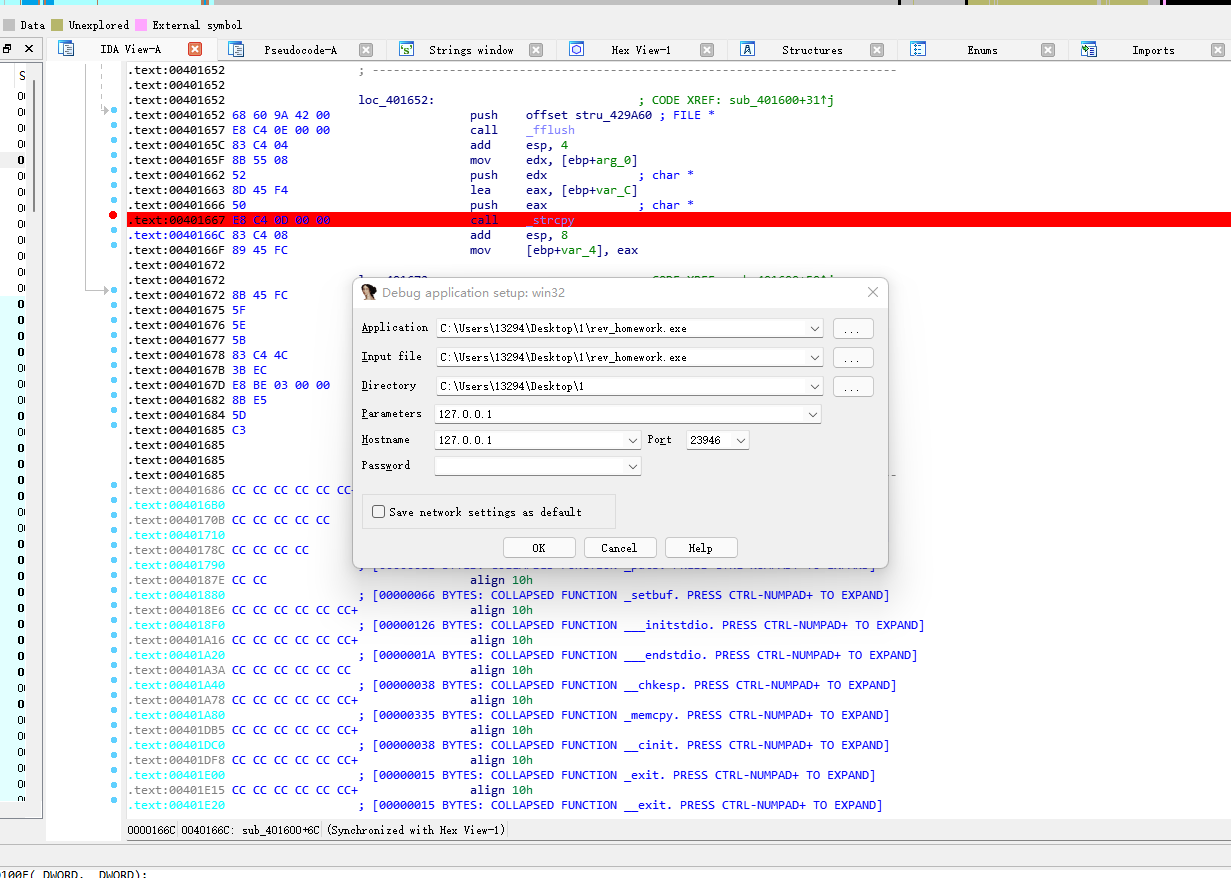 Data Unexplored External symbol
IDA View-A Pseudocode-A Strings window Hex View-1 Structures Enums Imports
.text:00401652 ; ---------------------------------------------------------------------------
.text:00401652
.text:00401652 loc_401652: ; CODE XREF: sub_401600+31↑j
.text:00401652 68 60 9A 42 00 push offset stru_429A60 ; FILE *
.text:00401657 E8 C4 0E 00 00 call _fflush
.text:0040165C 83 C4 04 add esp, 4
.text:0040165F 8B 55 08 mov edx, [ebp+arg_0]
.text:00401662 52 push edx ; char *
.text:00401663 8D 45 F4 lea eax, [ebp+var_C]
.text:00401666 50 push eax ; char *
.text:00401667 E8 C4 0D 00 00 call _strcpy
.text:0040166C 83 C4 08 add esp, 8
.text:0040166F 89 45 FC mov [ebp+var_4], eax
.text:00401672
.text:00401672
.text:00401672 8B 45 FC
.text:00401675 5F
.text:00401676 5E
.text:00401677 5B
.text:00401678 83 C4 4C
.text:0040167B 3B EC
.text:0040167D E8 BE 03 00 00
.text:00401682 8B E5
.text:00401684 5D
.text:00401685 C3
.text:00401685
.text:00401685
.text:00401685
.text:00401686 CC CC CC CC CC CC+
.text:004016B0
.text:0040170B CC CC CC CC CC
.text:00401710
.text:0040178C CC CC CC CC
.text:00401790
.text:0040187E CC CC align 10h
.text:00401880 ; [00000066 BYTES: COLLAPSED FUNCTION _setbuf. PRESS CTRL-NUMPAD+ TO EXPAND]
.text:004018E6 CC CC CC CC CC CC+ align 10h
.text:004018F0 ; [00000126 BYTES: COLLAPSED FUNCTION ___initstdio. PRESS CTRL-NUMPAD+ TO EXPAND]
.text:00401A16 CC CC CC CC CC CC+ align 10h
.text:00401A20 ; [0000001A BYTES: COLLAPSED FUNCTION ___endstdio. PRESS CTRL-NUMPAD+ TO EXPAND]
.text:00401A3A CC CC CC CC CC CC align 10h
.text:00401A40 ; [00000038 BYTES: COLLAPSED FUNCTION __chkesp. PRESS CTRL-NUMPAD+ TO EXPAND]
.text:00401A78 CC CC CC CC CC CC+ align 10h
.text:00401A80 ; [00000335 BYTES: COLLAPSED FUNCTION _memcpy. PRESS CTRL-NUMPAD+ TO EXPAND]
.text:00401DB5 CC CC CC CC CC CC+ align 10h
.text:00401DC0 ; [00000038 BYTES: COLLAPSED FUNCTION __cinit. PRESS CTRL-NUMPAD+ TO EXPAND]
.text:00401DF8 CC CC CC CC CC CC+ align 10h
.text:00401E00 ; [00000015 BYTES: COLLAPSED FUNCTION _exit. PRESS CTRL-NUMPAD+ TO EXPAND]
.text:00401E15 CC CC CC CC CC CC+ align 10h
.text:00401E20 ; [00000015 BYTES: COLLAPSED FUNCTION __exit. PRESS CTRL-NUMPAD+ TO EXPAND]
Debug application setup: win32
Application C:\Users\13294\Desktop\1\rev_homework.exe ...
Input file C:\Users\13294\Desktop\1\rev_homework.exe ...
Directory C:\Users\13294\Desktop\1 ...
Parameters 127.0.0.1
Hostname 127.0.0.1 Port 23946
Password
Save network settings as default
OK Cancel Help
0000166C 0040166C: sub_401600+6C (Synchronized with Hex View-1)